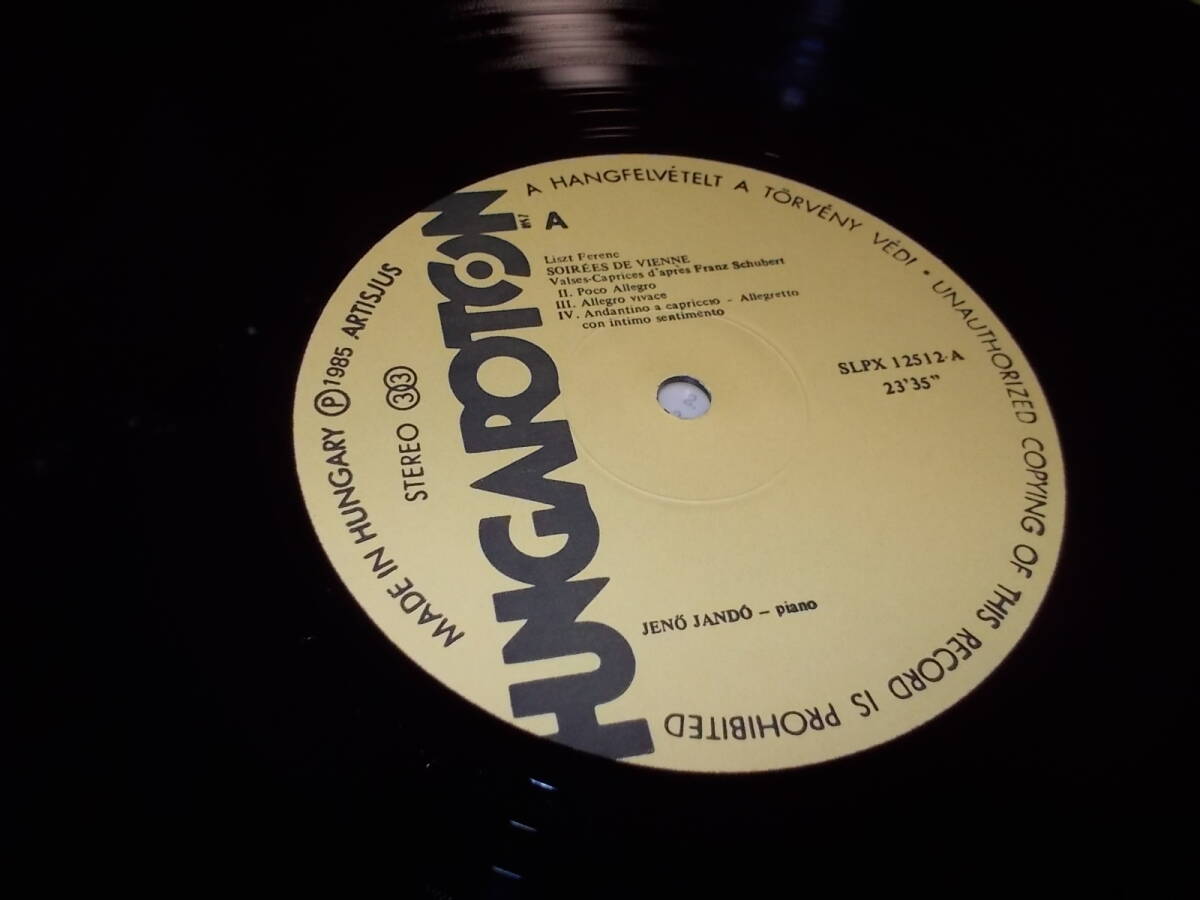 A HANGFELVÉTELT A TÖRVÉNY VÉDI • UNAUTHORIZED COPYING OF THIS RECORD IS PROHIBITED
MADE IN HUNGARY Ⓟ 1985 ARTISJUS
HUNGAROTON
STEREO 33
A
Liszt Ferenc
SOIRÉES DE VIENNE
Valses-Caprices d'après Franz Schubert
II. Poco Allegro
III. Allegro vivace
IV. Andantino a capriccio - Allegretto
con intimo sentimento
SLPX 12512-A
23'35"
JENŐ JANDÓ – piano